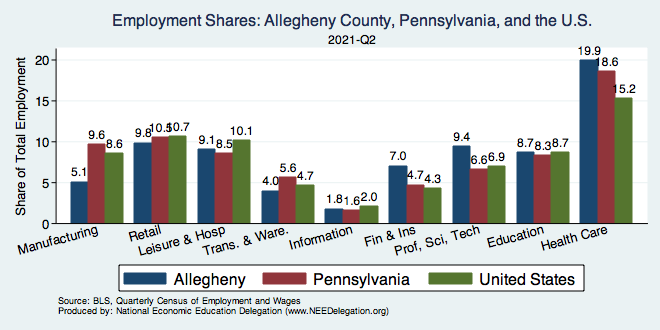 Employment Shares: Allegheny County, Pennsylvania, and the U.S.
2021-Q2
Share of Total Employment
20
15
10
5
0
5.1 9.6 8.6
9.8 10.5 10.7
9.1 8.5 10.1
4.0 5.6 4.7
1.8 1.6 2.0
7.0 4.7 4.3
9.4 6.6 6.9
8.7 8.3 8.7
19.9 18.6 15.2
Manufacturing
Retail
Leisure & Hosp
Trans. & Ware.
Information
Fin & Ins
Prof, Sci, Tech
Education
Health Care
Allegheny Pennsylvania United States
Source: BLS, Quarterly Census of Employment and Wages
Produced by: National Economic Education Delegation (www.NEEDelegation.org)